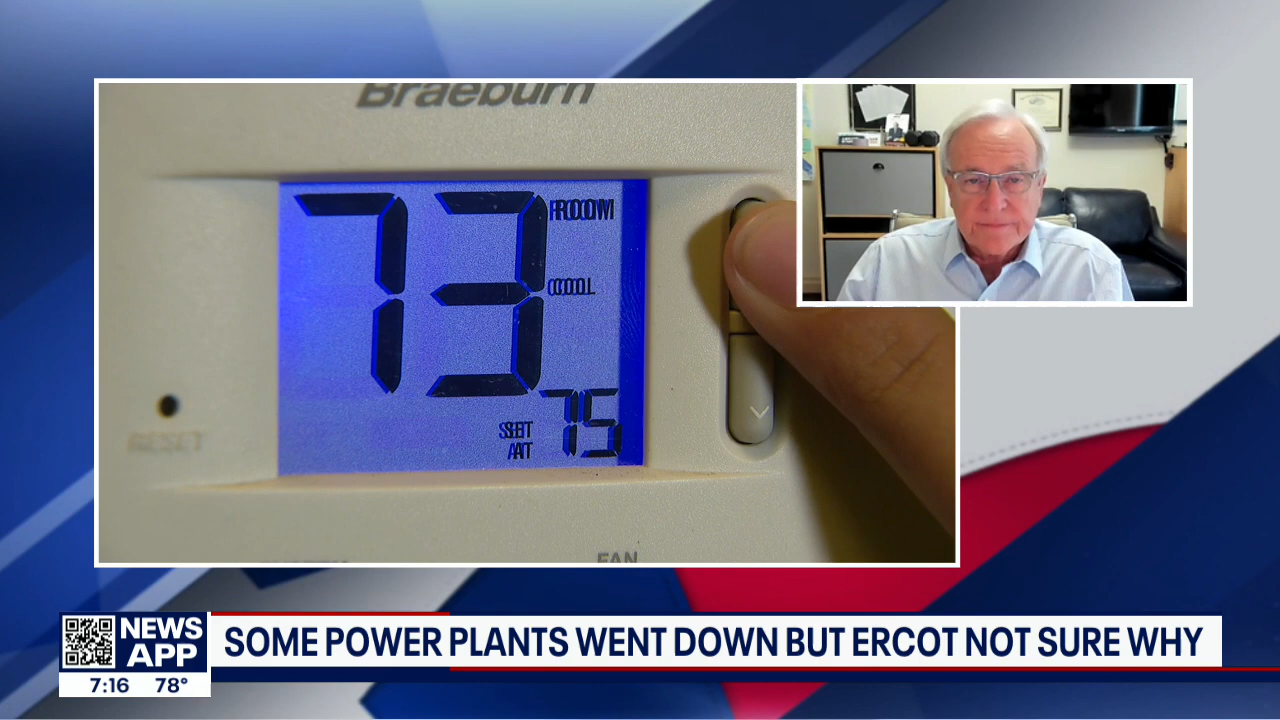 Braeburn
73
ROOM
COOL
SET
AT
75
RESET
FAN
NEWS
APP
SOME POWER PLANTS WENT DOWN BUT ERCOT NOT SURE WHY
7:16 78°